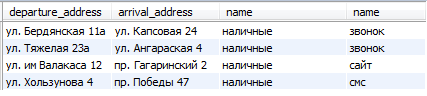 departure_address arrival_address name name
ул. Бердянская 11а ул. Капсовая 24 наличные звонок
ул. Тяжелая 23а ул. Ангараская 4 наличные звонок
ул. им Валакаса 12 пр. Гагаринский 2 наличные сайт
ул. Хользунова 4 пр. Победы 47 наличные смс